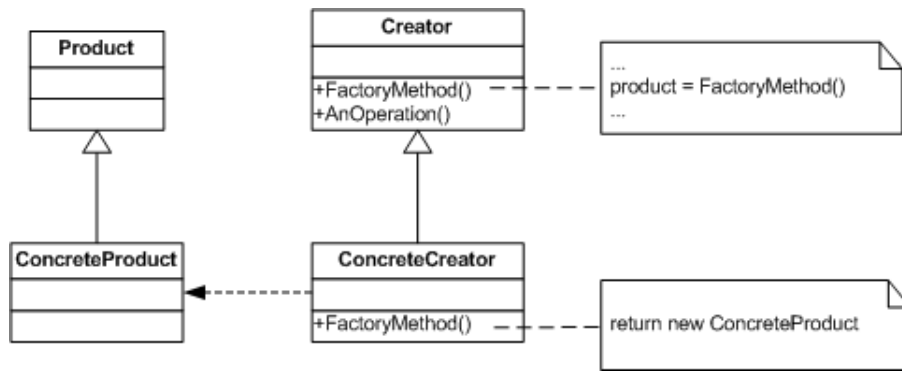 Product
Creator
+FactoryMethod()
+AnOperation()
...
product = FactoryMethod()
...
ConcreteProduct
ConcreteCreator
+FactoryMethod()
return new ConcreteProduct